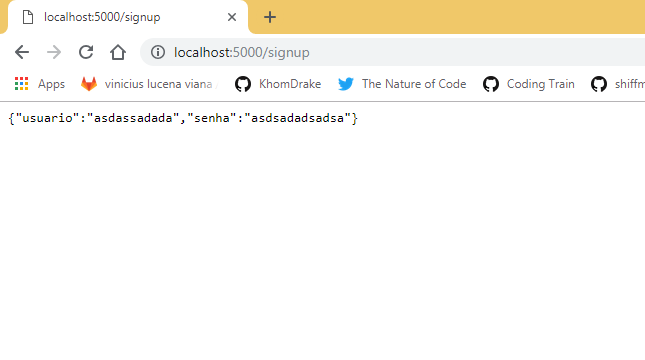 localhost:5000/signup
localhost:5000/signup
Apps vinicius lucena viana KhomDrake The Nature of Code Coding Train shiffm
{"usuario":"asdassadada","senha":"asdsadadsadsa"}